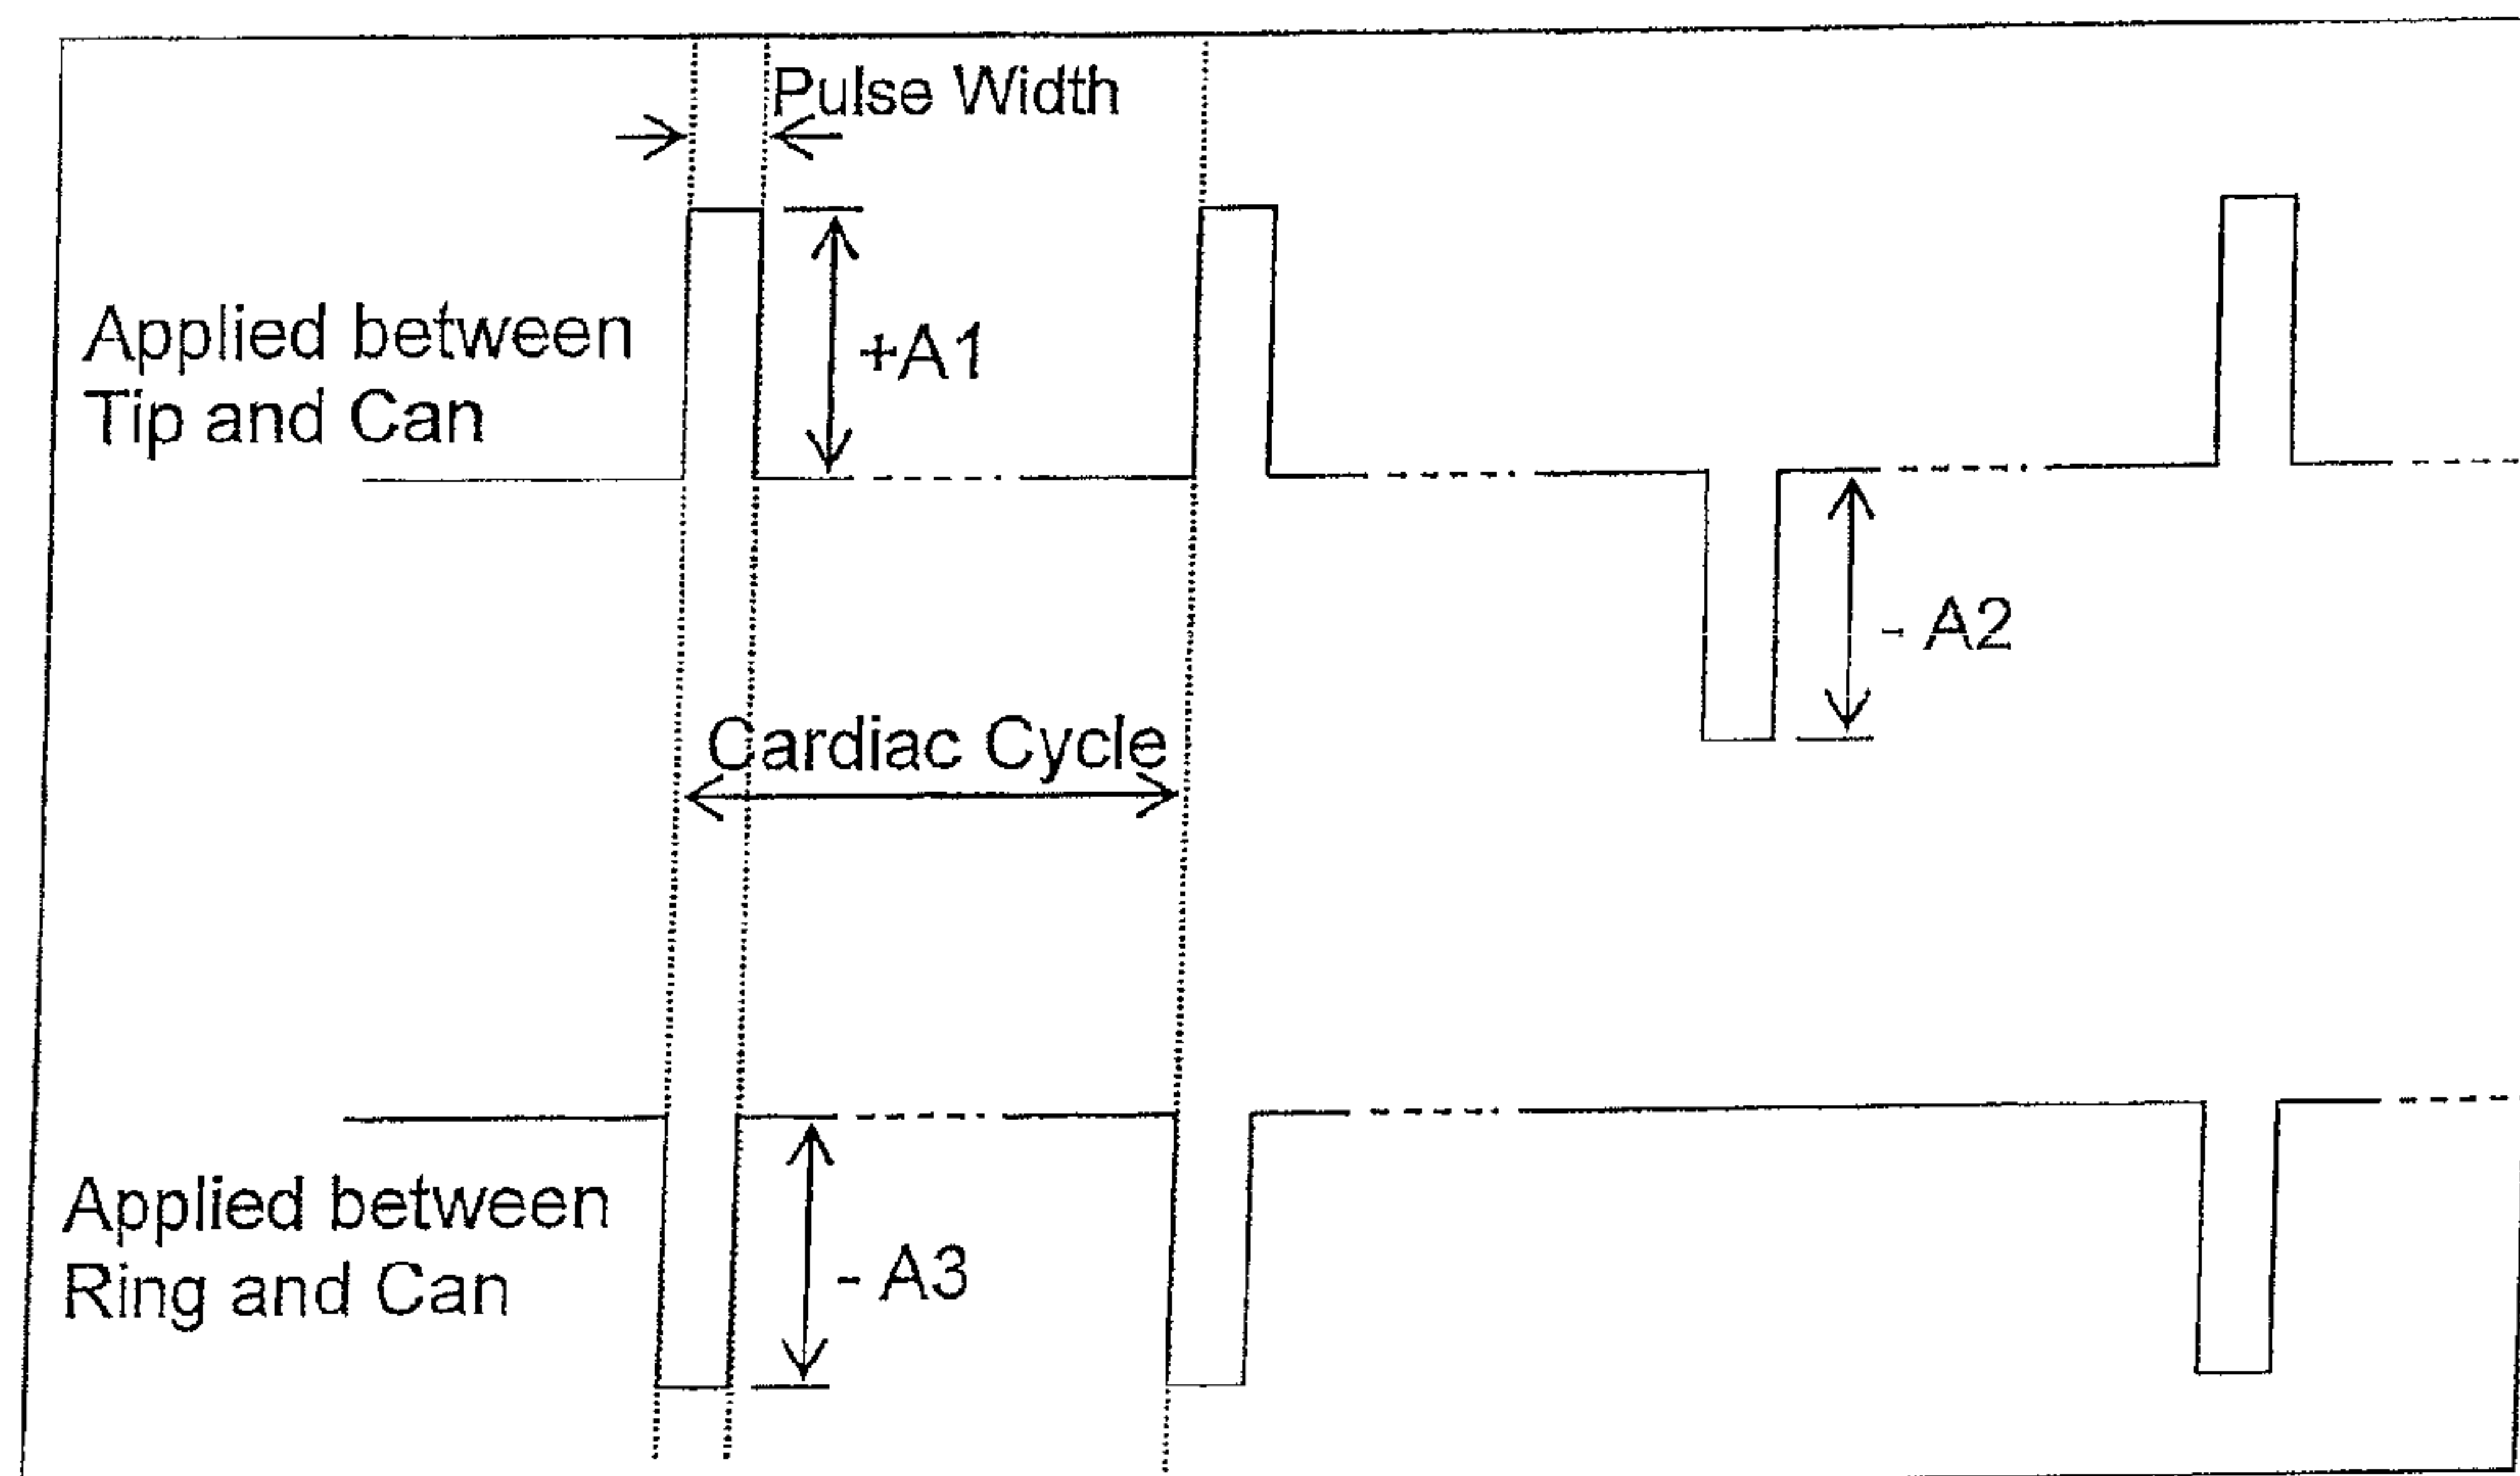 Pulse Width
Applied between
Tip and Can
+A1
- A2
Cardiac Cycle
Applied between
Ring and Can
- A3